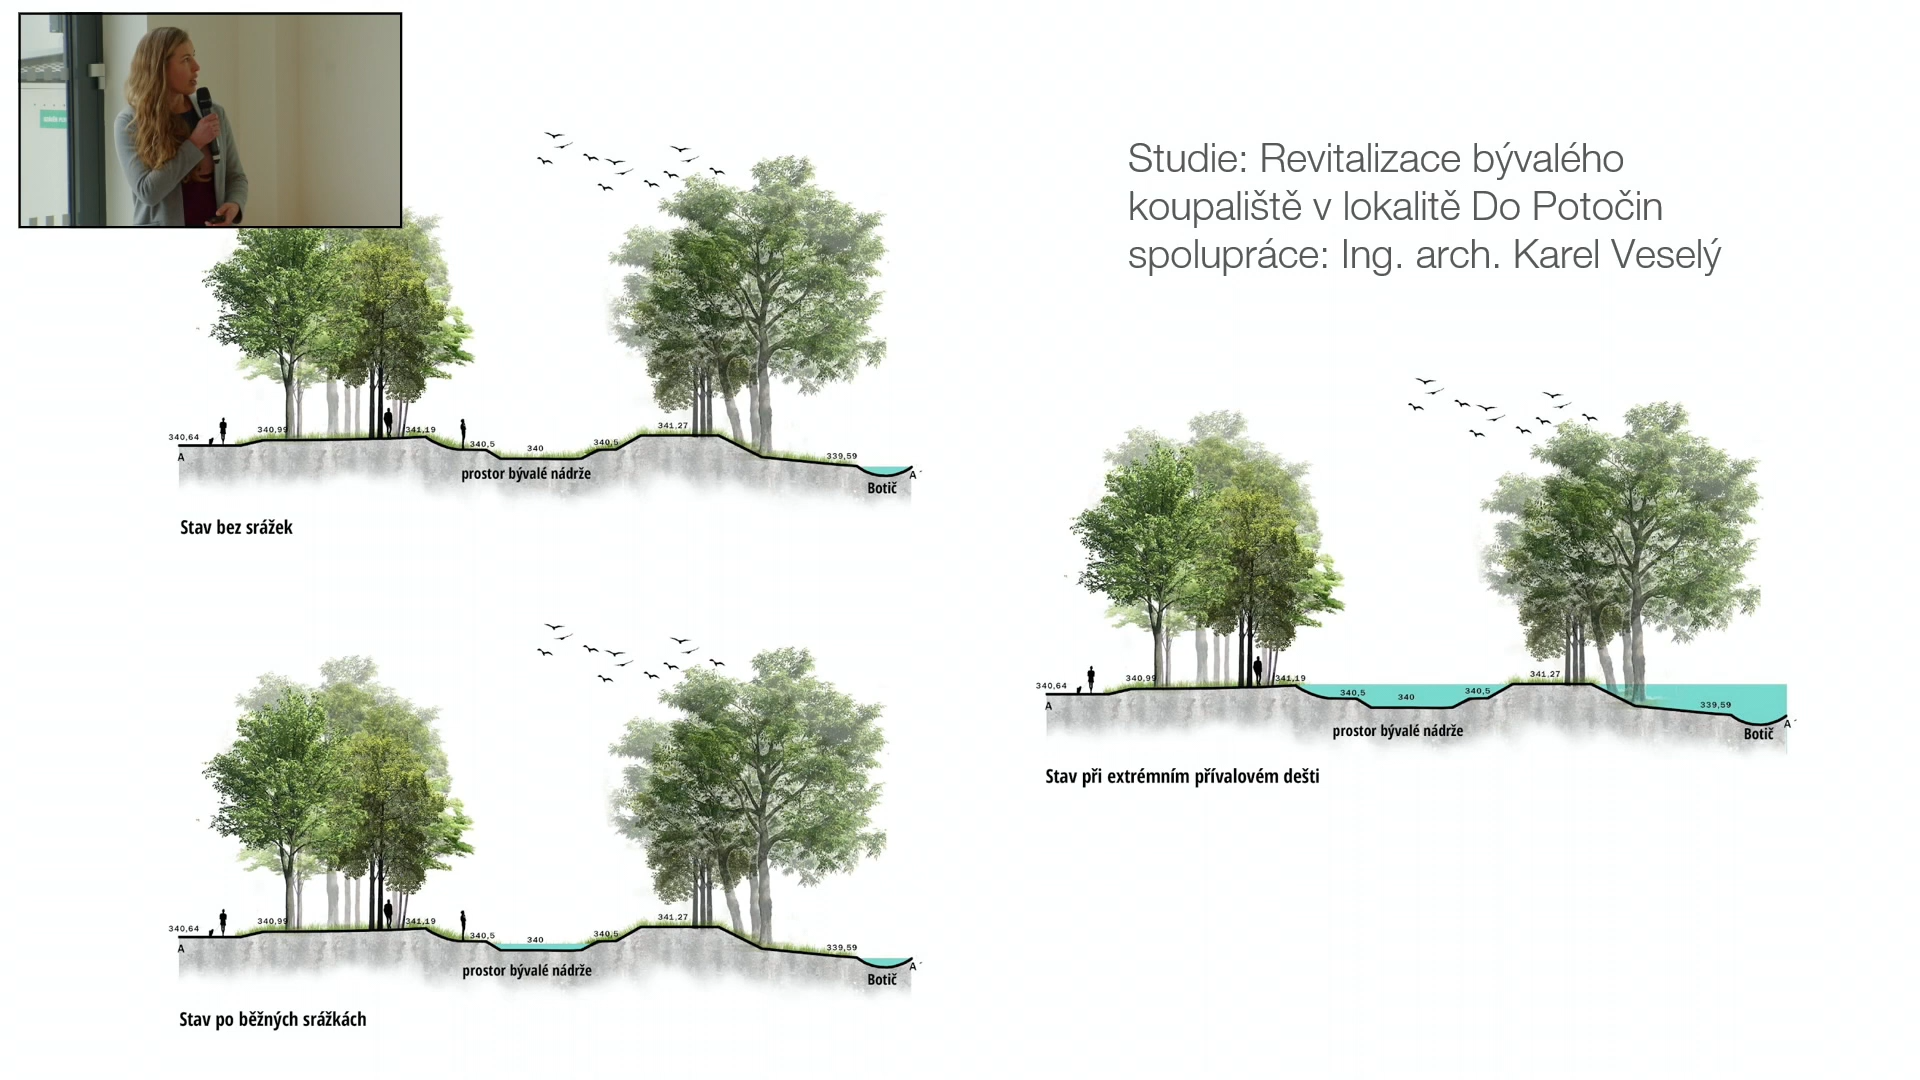 Studie: Revitalizace bývalého
koupaliště v lokalitě Do Potočin
spolupráce: Ing. arch. Karel Veselý
340,64
340,99
341,19
340,5
340
340,5
341,27
339,59
A
prostor bývalé nádrže
Botič
A´
Stav bez srážek
340,64
340,99
341,19
340,5
340
340,5
341,27
339,59
A
prostor bývalé nádrže
Botič
A´
Stav po běžných srážkách
340,64
340,99
341,19
340,5
340
340,5
341,27
339,59
A
prostor bývalé nádrže
Botič
A´
Stav při extrémním přívalovém dešti